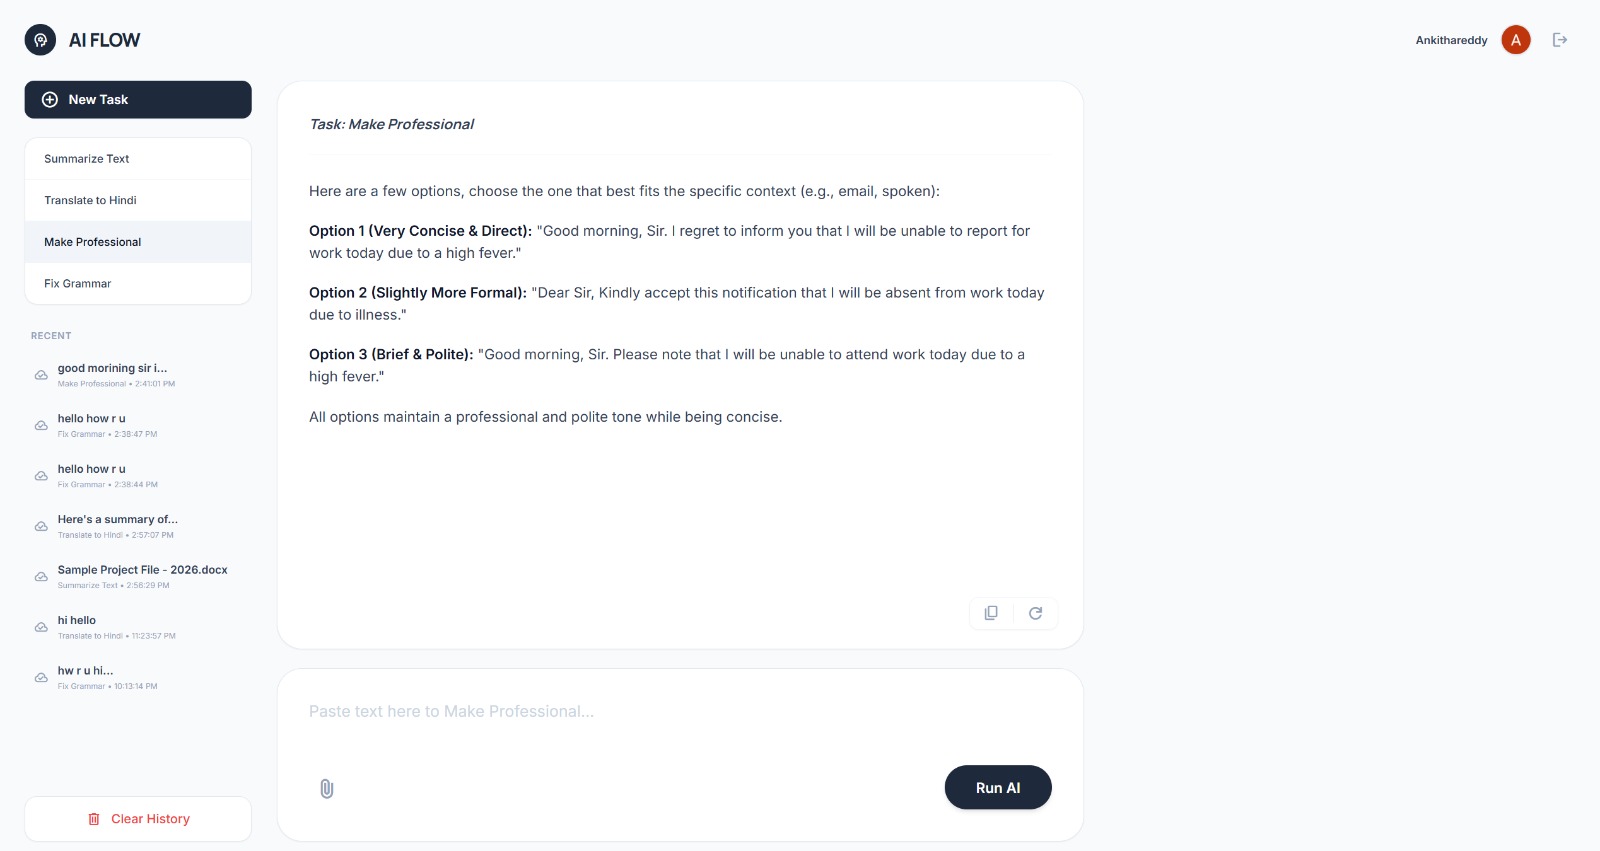 AI FLOW
Ankithareddy
A
New Task
Summarize Text
Translate to Hindi
Make Professional
Fix Grammar
RECENT
good morining sir i...
Make Professional • 2:41:01 PM
hello how r u
Fix Grammar • 2:38:47 PM
hello how r u
Fix Grammar • 2:38:44 PM
Here's a summary of...
Translate to Hindi • 2:57:07 PM
Sample Project File - 2026.docx
Summarize Text • 2:56:29 PM
hi hello
Translate to Hindi • 11:23:57 PM
hw r u hi...
Fix Grammar • 10:13:14 PM
Clear History
Task: Make Professional
Here are a few options, choose the one that best fits the specific context (e.g., email, spoken):
Option 1 (Very Concise & Direct): "Good morning, Sir. I regret to inform you that I will be unable to report for
work today due to a high fever."
Option 2 (Slightly More Formal): "Dear Sir, Kindly accept this notification that I will be absent from work today
due to illness."
Option 3 (Brief & Polite): "Good morning, Sir. Please note that I will be unable to attend work today due to a
high fever."
All options maintain a professional and polite tone while being concise.
Paste text here to Make Professional...
Run AI